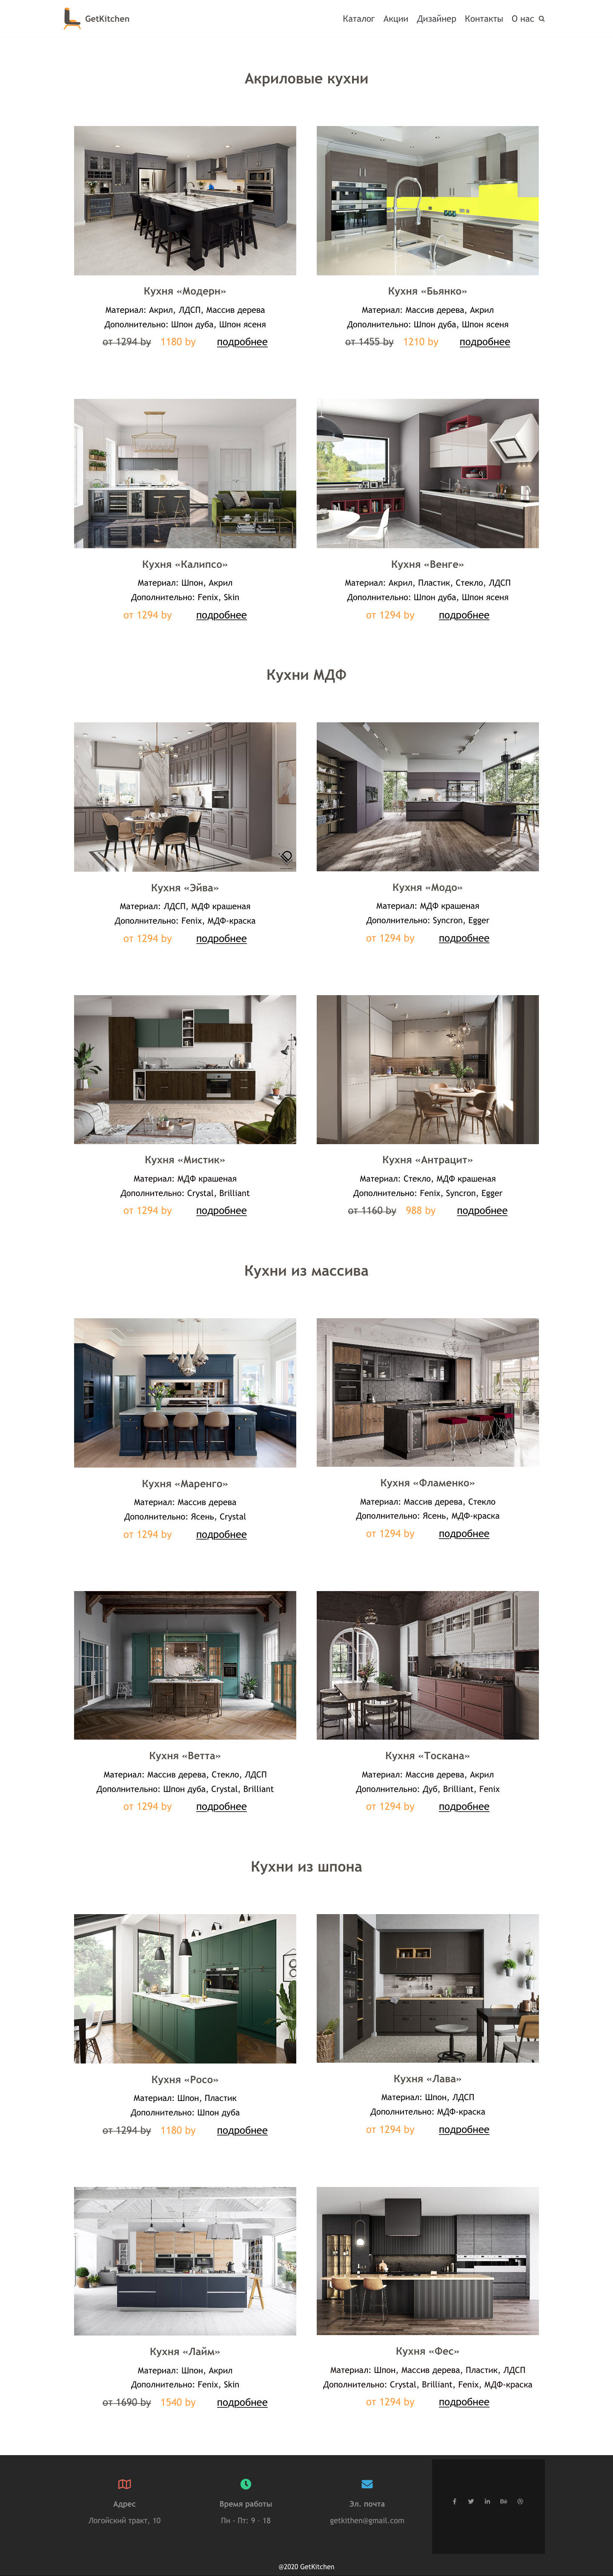 GetKitchen
Каталог Акции Дизайнер Контакты О нас
Акриловые кухни
Кухня «Модерн»
Материал: Акрил, ЛДСП, Массив дерева
Дополнительно: Шпон дуба, Шпон ясеня
от 1294 by 1180 by подробнее
Кухня «Бьянко»
Материал: Массив дерева, Акрил
Дополнительно: Шпон дуба, Шпон ясеня
от 1455 by 1210 by подробнее
Кухня «Калипсо»
Материал: Шпон, Акрил
Дополнительно: Fenix, Skin
от 1294 by подробнее
Кухня «Венге»
Материал: Акрил, Пластик, Стекло, ЛДСП
Дополнительно: Шпон дуба, Шпон ясеня
от 1294 by подробнее
Кухни МДФ
Кухня «Эйва»
Материал: ЛДСП, МДФ крашеная
Дополнительно: Fenix, МДФ-краска
от 1294 by подробнее
Кухня «Модо»
Материал: МДФ крашеная
Дополнительно: Syncron, Egger
от 1294 by подробнее
Кухня «Мистик»
Материал: МДФ крашеная
Дополнительно: Crystal, Brilliant
от 1294 by подробнее
Кухня «Антрацит»
Материал: Стекло, МДФ крашеная
Дополнительно: Fenix, Syncron, Egger
от 1160 by 988 by подробнее
Кухни из массива
Кухня «Маренго»
Материал: Массив дерева
Дополнительно: Ясень, Crystal
от 1294 by подробнее
Кухня «Фламенко»
Материал: Массив дерева, Стекло
Дополнительно: Ясень, МДФ-краска
от 1294 by подробнее
Кухня «Ветта»
Материал: Массив дерева, Стекло, ЛДСП
Дополнительно: Шпон дуба, Crystal, Brilliant
от 1294 by подробнее
Кухня «Тоскана»
Материал: Массив дерева, Акрил
Дополнительно: Дуб, Brilliant, Fenix
от 1294 by подробнее
Кухни из шпона
Кухня «Росо»
Материал: Шпон, Пластик
Дополнительно: Шпон дуба
от 1294 by 1180 by подробнее
Кухня «Лава»
Материал: Шпон, ЛДСП
Дополнительно: МДФ-краска
от 1294 by подробнее
Кухня «Лайм»
Материал: Шпон, Акрил
Дополнительно: Fenix, Skin
от 1690 by 1540 by подробнее
Кухня «Фес»
Материал: Шпон, Массив дерева, Пластик, ЛДСП
Дополнительно: Crystal, Brilliant, Fenix, МДФ-краска
от 1294 by подробнее
Адрес
Логойский тракт, 10
Время работы
Пн - Пт: 9 - 18
Эл. почта
getkithen@gmail.com
@2020 GetKitchen